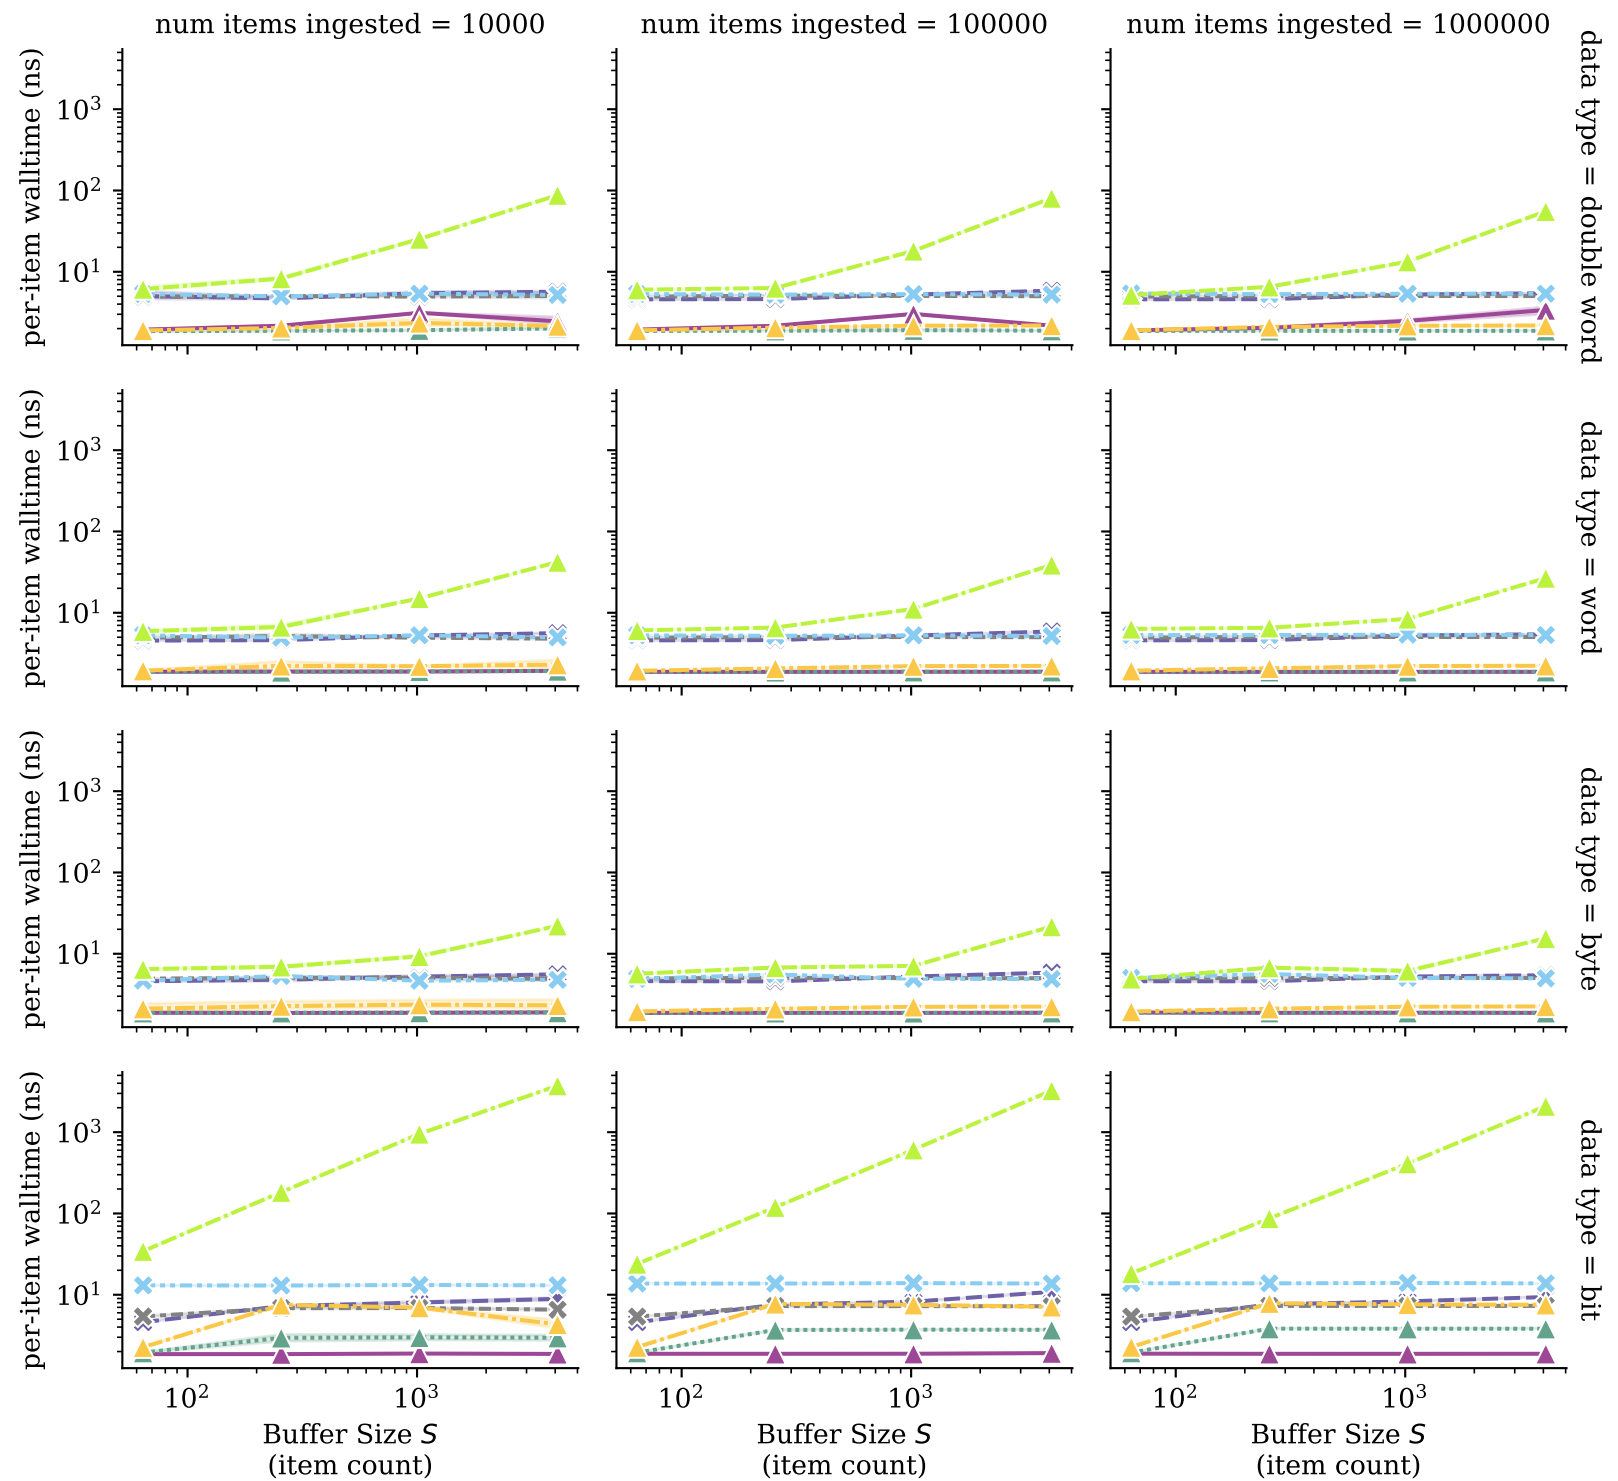 num items ingested = 10000
num items ingested = 100000
num items ingested = 1000000
per-item walltime (ns)
10³
10²
10¹
data type = double word
per-item walltime (ns)
10³
10²
10¹
data type = word
per-item walltime (ns)
10³
10²
10¹
data type = byte
per-item walltime (ns)
10³
10²
10¹
data type = bit
10² 10³
10² 10³
10² 10³
Buffer Size S
(item count)
Buffer Size S
(item count)
Buffer Size S
(item count)